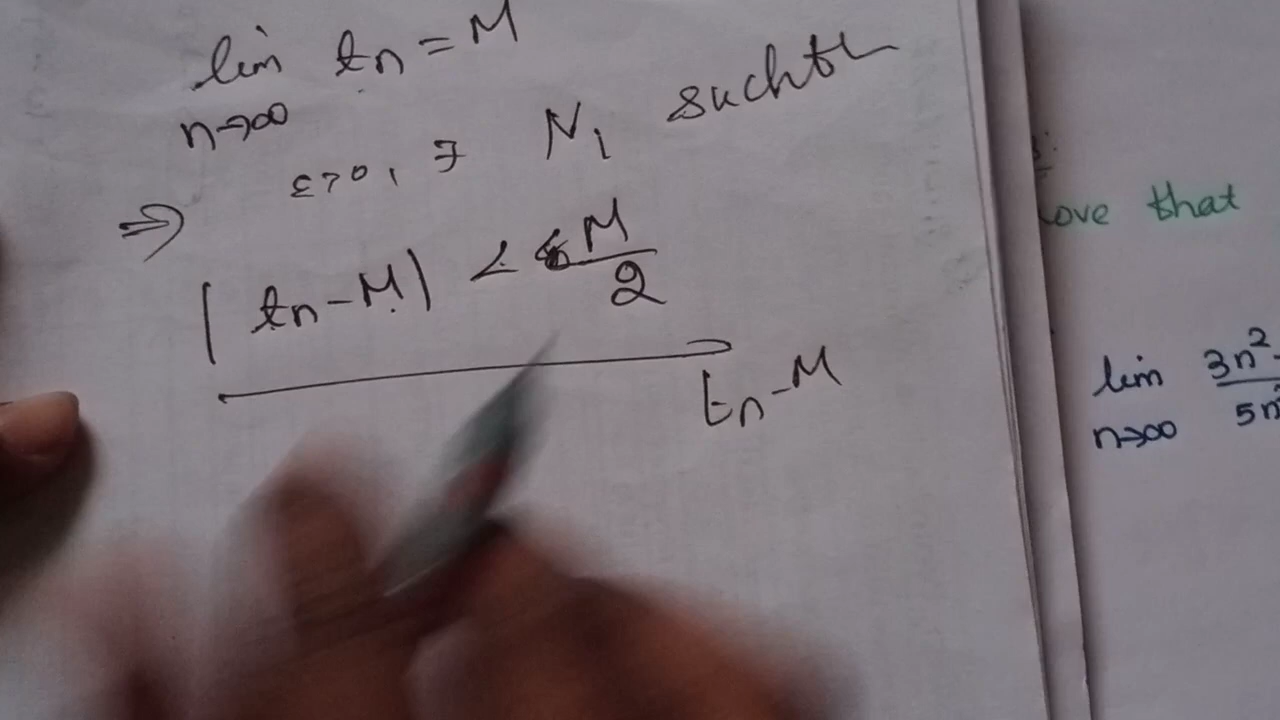 lim tn = M
n→∞
ε>0, ∃ N1 such th
⇒
| tn - M | < M/2
tn - M
ove that
lim 3n²
n→∞ 5n